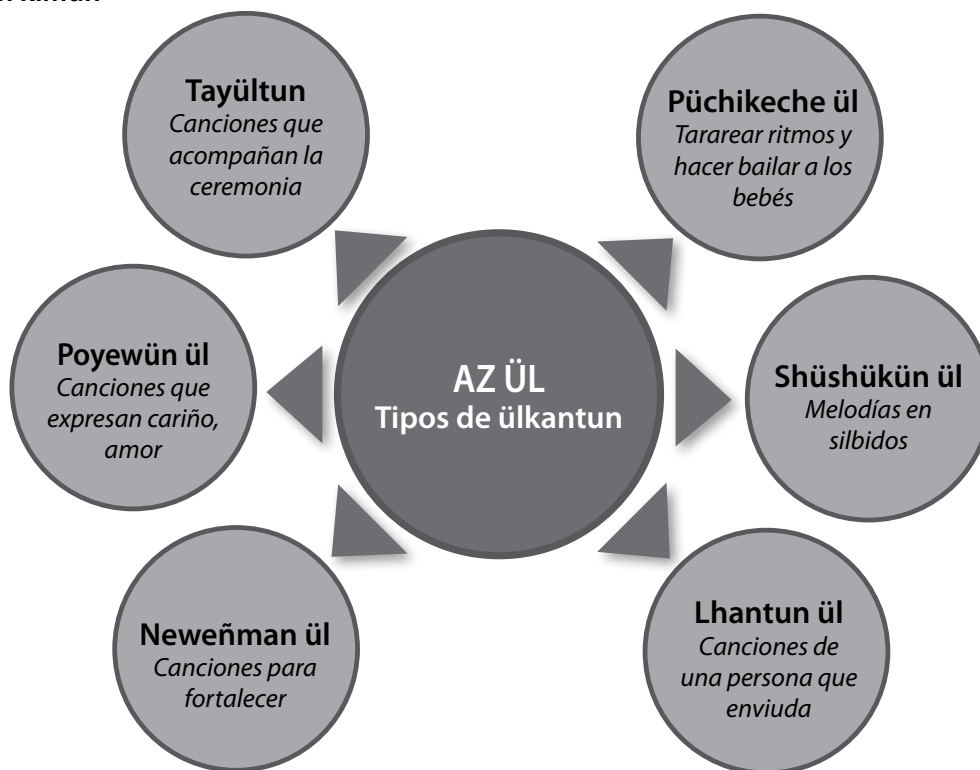 Tayültun
Canciones que
acompañan la
ceremonia
Püchikeche ül
Tararear ritmos y
hacer bailar a los
bebés
Poyewün ül
Canciones que
expresan cariño,
amor
AZ ÜL
Tipos de ülkantun
Shüshükün ül
Melodías en
silbidos
Neweñman ül
Canciones para
fortalecer
Lhantun ül
Canciones de
una persona que
enviuda